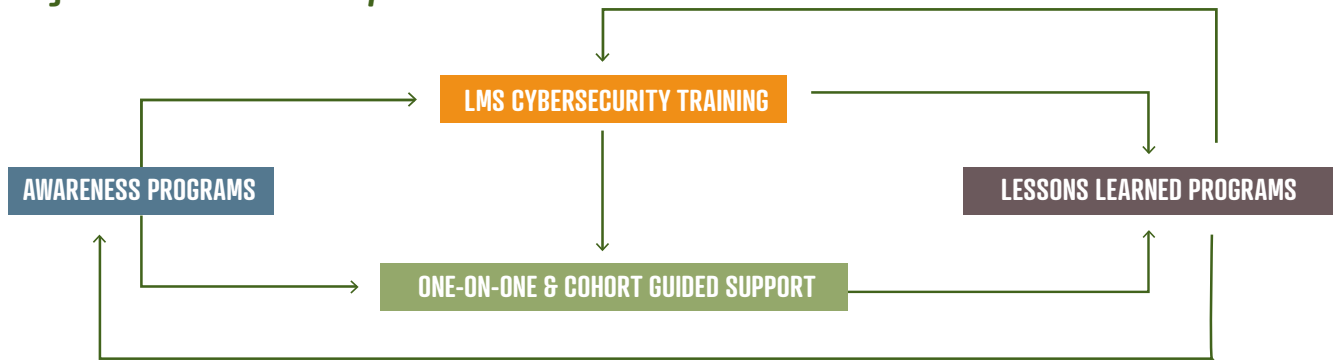 LMS CYBERSECURITY TRAINING
AWARENESS PROGRAMS
LESSONS LEARNED PROGRAMS
ONE-ON-ONE & COHORT GUIDED SUPPORT